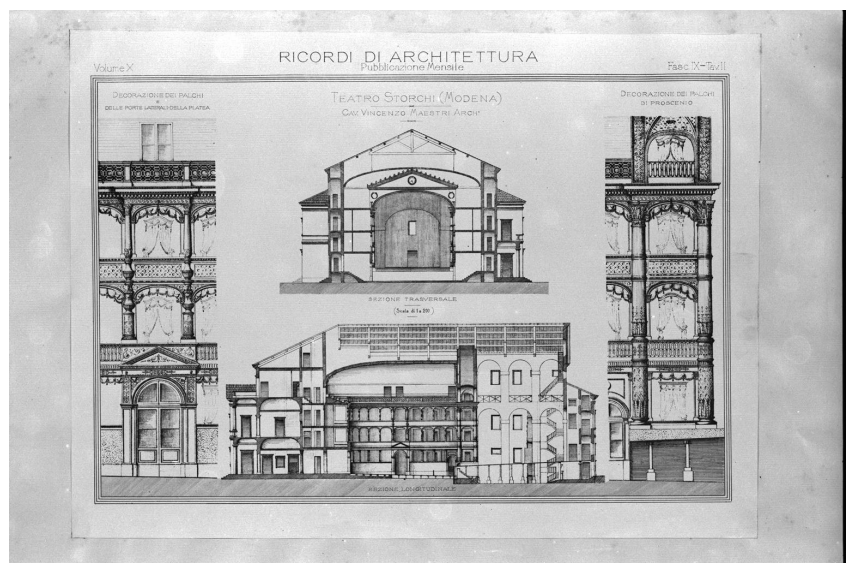 RICORDI DI ARCHITETTURA
Volume X
Pubblicazione Mensile
Fasc. IX-Tav. II
DECORAZIONE DEI PALCHI
E
DELLE PORTE LATERALI DELLA PLATEA
TEATRO STORCHI (MODENA)
CAV. VINCENZO MAESTRI ARCHᵒ
DECORAZIONE DEI PALCHI
DI PROSCENIO
SEZIONE TRASVERSALE
(Scala di 1 a 200)
SEZIONE LONGITUDINALE